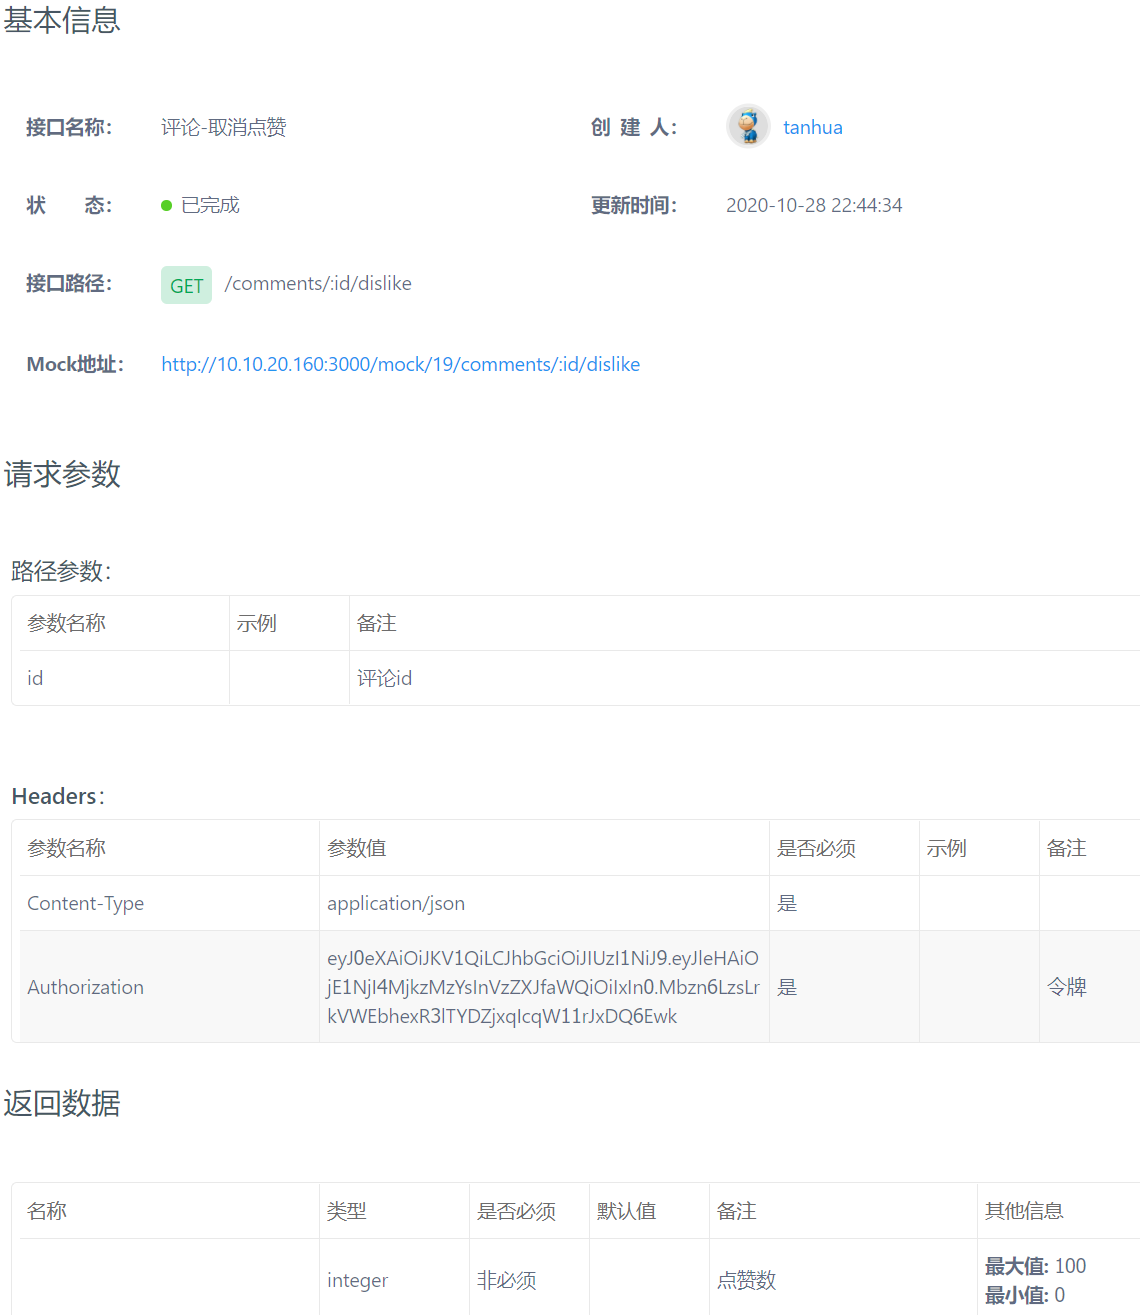 基本信息
接口名称： 评论-取消点赞 创 建 人： tanhua
状 态： 已完成 更新时间： 2020-10-28 22:44:34
接口路径： GET /comments/:id/dislike
Mock地址： http://10.10.20.160:3000/mock/19/comments/:id/dislike
请求参数
路径参数：
参数名称 示例 备注
id 评论id
Headers：
参数名称 参数值 是否必须 示例 备注
Content-Type application/json 是
eyJ0eXAiOiJKV1QiLCJhbGciOiJIUzI1NiJ9.eyJleHAiO
Authorization jE1NjI4MjkzMzYsInVzZXJfaWQiOiIxIn0.Mbzn6LzsLr 是 令牌
kVWEbhexR3lTYDZjxqIcqW11rJxDQ6Ewk
返回数据
名称 类型 是否必须 默认值 备注 其他信息
integer 非必须 点赞数 最大值: 100
最小值: 0